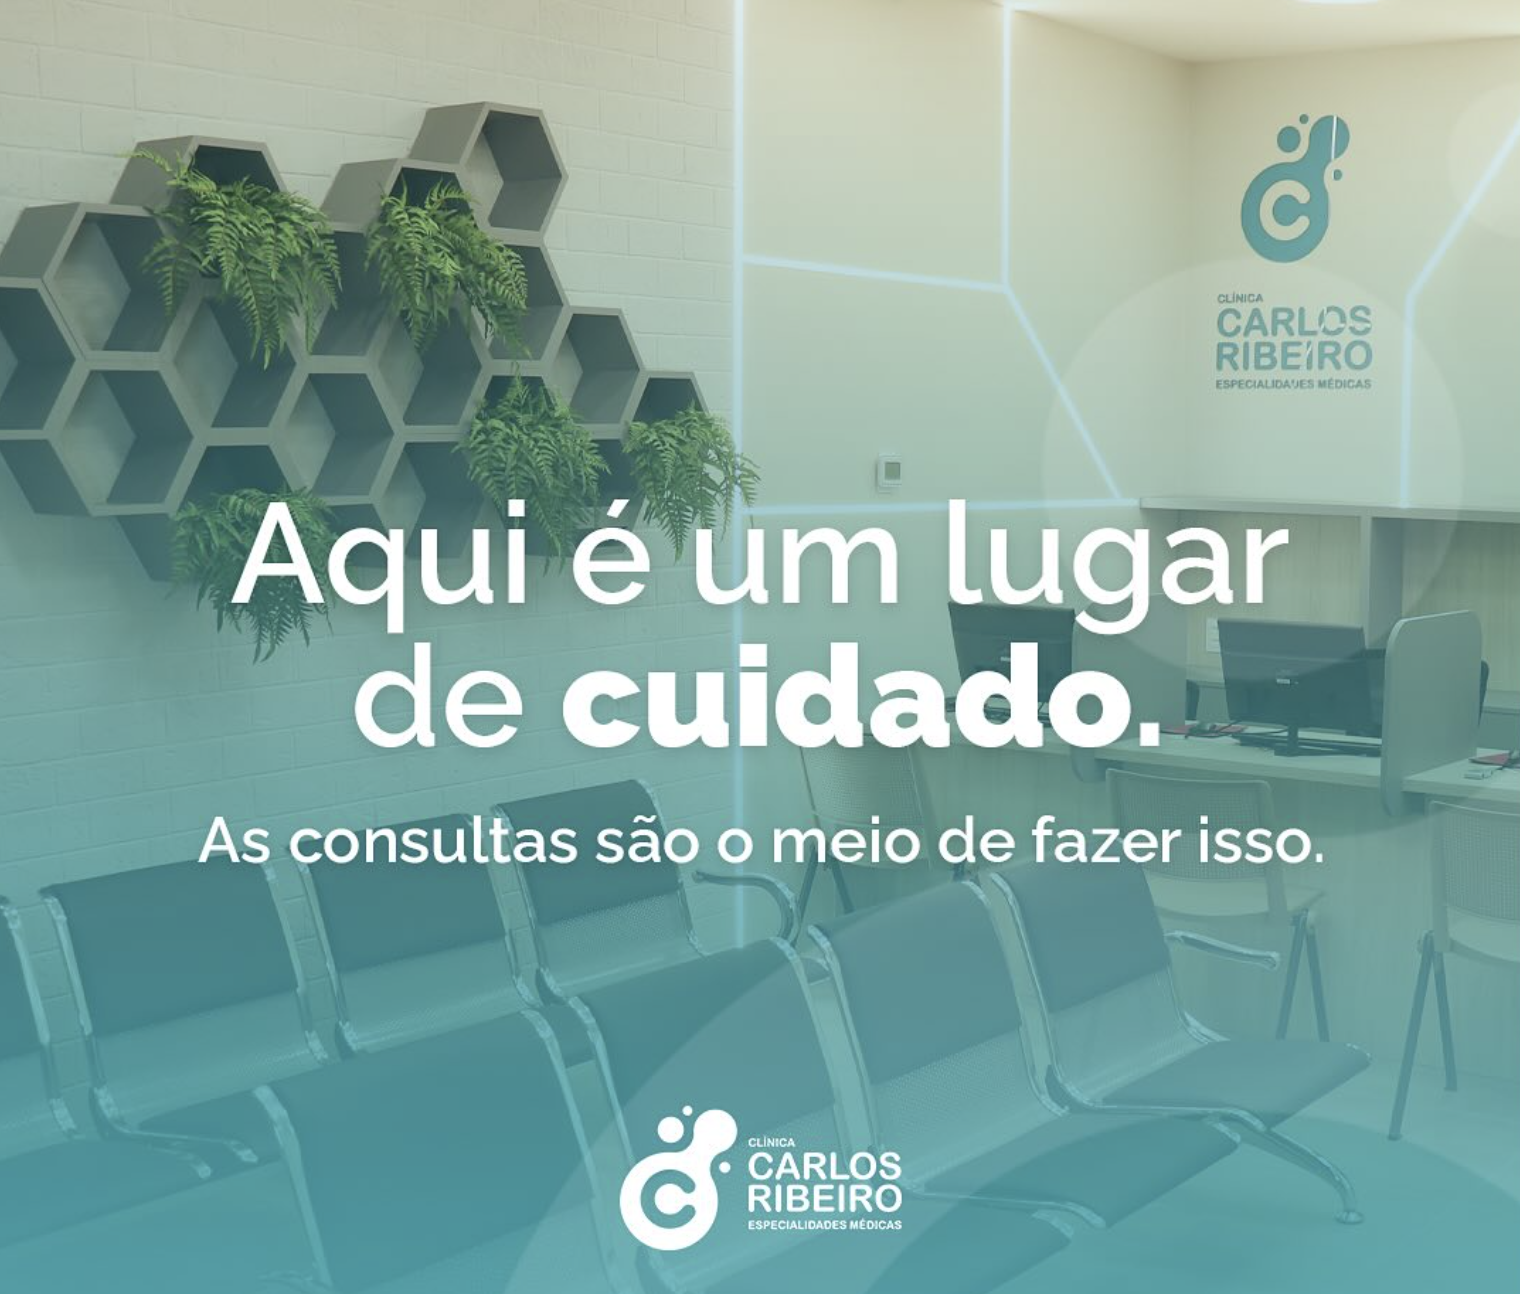 CLÍNICA
CARLOS
RIBEIRO
ESPECIALIDADES MÉDICAS
Aqui é um lugar
de cuidado.
As consultas são o meio de fazer isso.
CLÍNICA
CARLOS
RIBEIRO
ESPECIALIDADES MÉDICAS